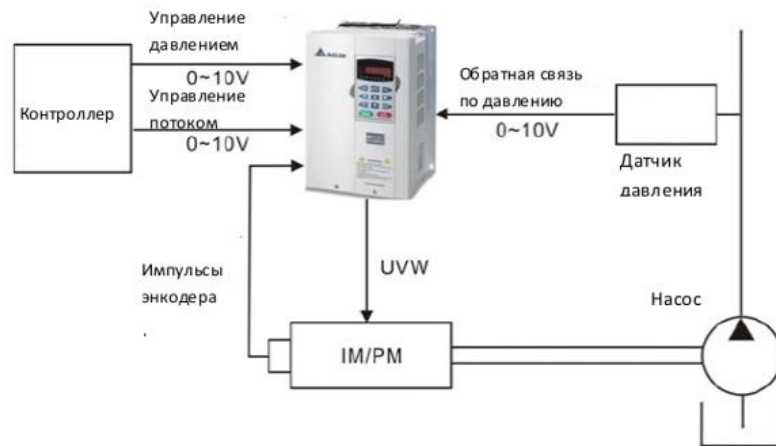 Управление
давлением
0~10V
Контроллер
Управление
потоком
0~10V
Обратная связь
по давлению
0~10V
Датчик
давления
UVW
Импульсы
энкодера
Насос
IM/PM